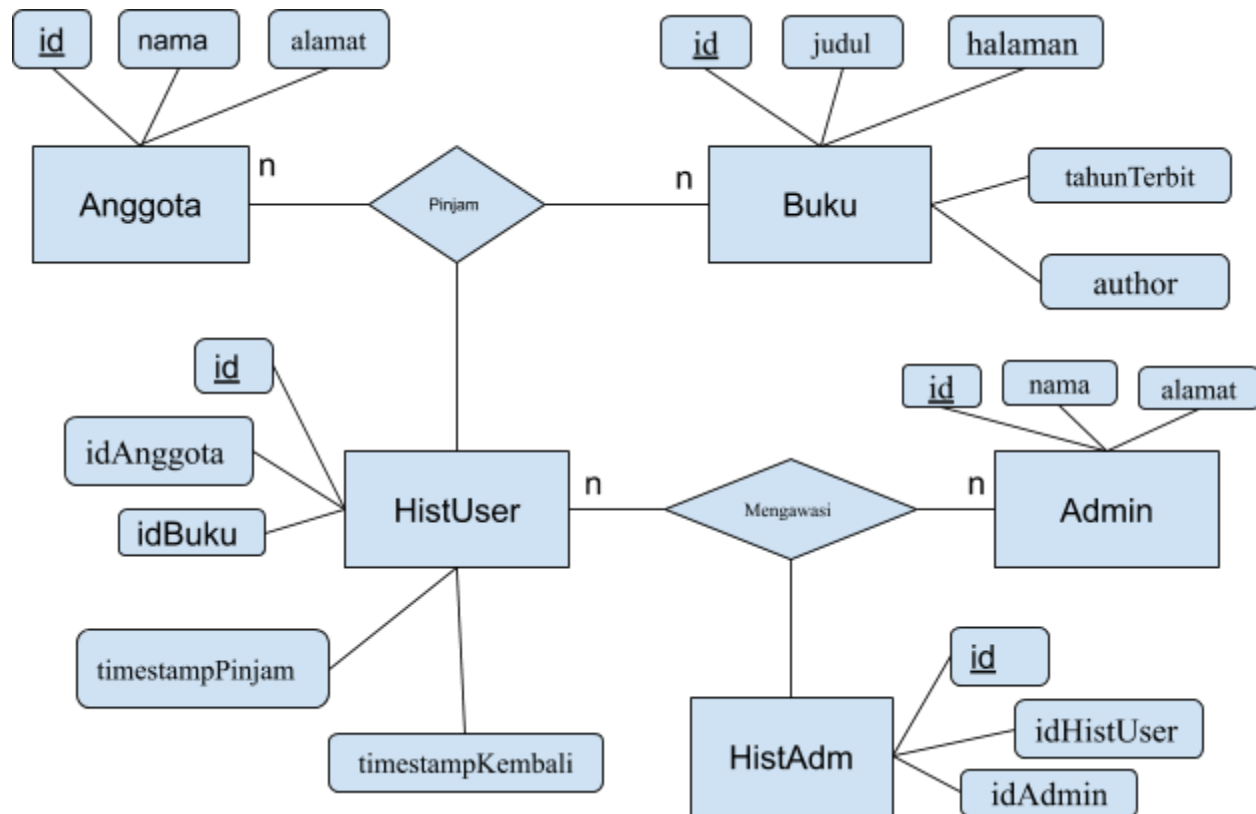 id
nama
alamat
id
judul
halaman
Anggota
n
Pinjam
n
Buku
tahunTerbit
author
id
idAnggota
idBuku
HistUser
n
Mengawasi
n
Admin
id
nama
alamat
timestampPinjam
timestampKembali
HistAdm
id
idHistUser
idAdmin